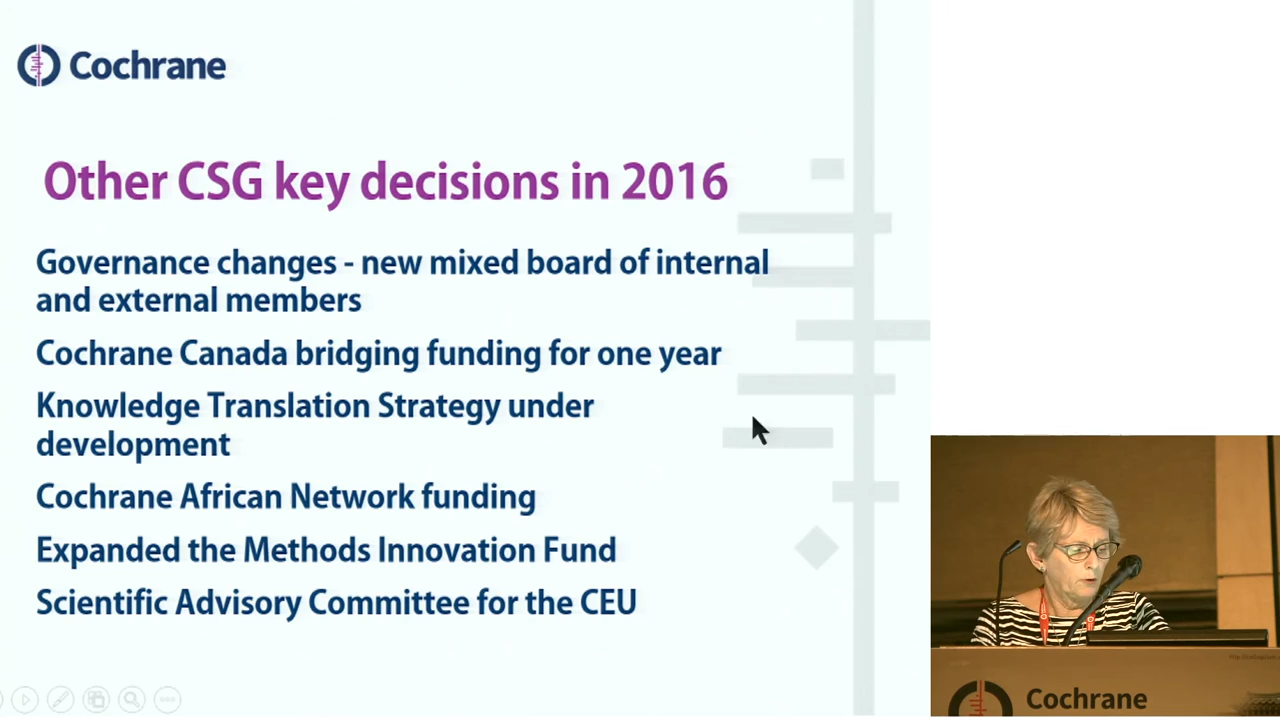 Cochrane
Other CSG key decisions in 2016
Governance changes - new mixed board of internal
and external members
Cochrane Canada bridging funding for one year
Knowledge Translation Strategy under
development
Cochrane African Network funding
Expanded the Methods Innovation Fund
Scientific Advisory Committee for the CEU
Cochrane